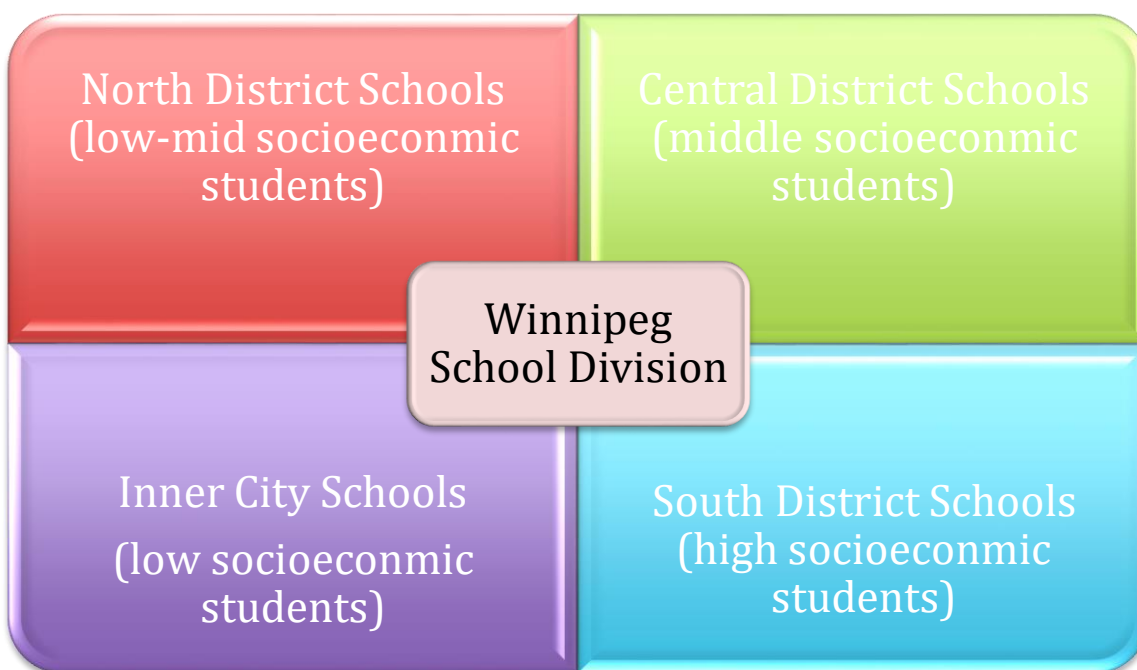 North District Schools
(low-mid socioeconmic
students)
Central District Schools
(middle socioeconmic
students)
Winnipeg
School Division
Inner City Schools
(low socioeconmic
students)
South District Schools
(high socioeconmic
students)